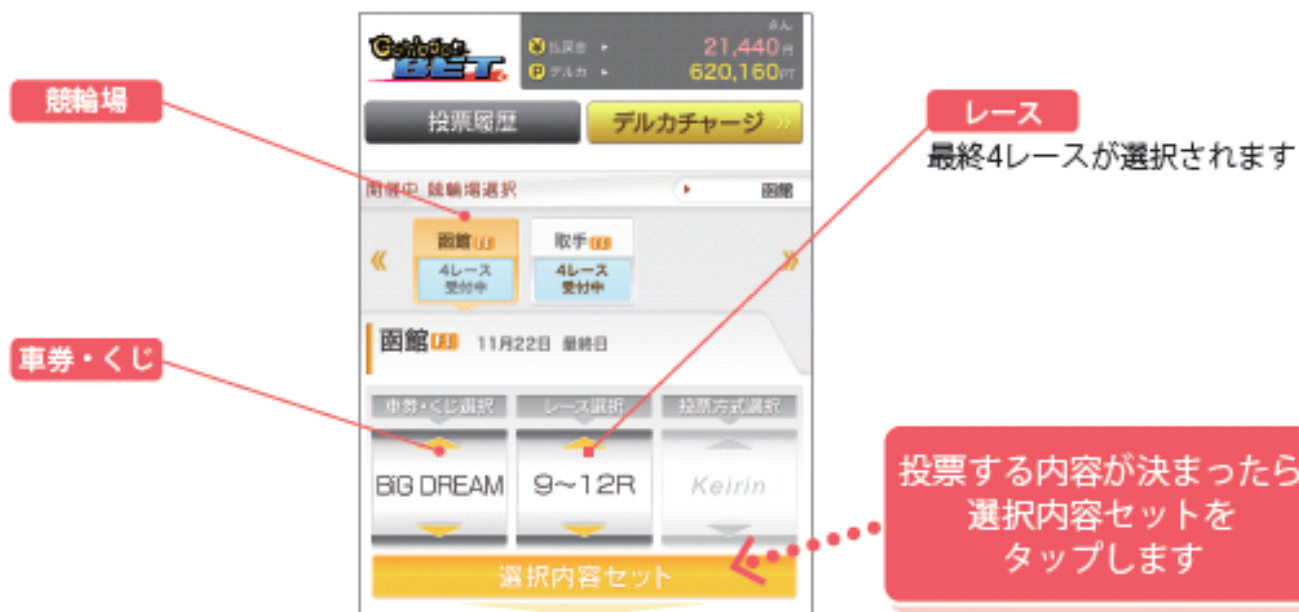 Gamboo
BET
さん
¥ 払戻金 ▸ 21,440円
P デルカ ▸ 620,160PT
投票履歴
デルカチャージ »
競輪場
レース
最終4レースが選択されます
開催中 競輪場選択
函館
函館 FI
4レース
受付中
取手 FI
4レース
受付中
車券・くじ
函館 FI 11月22日 最終日
車券・くじ選択
レース選択
投票方式選択
BiG DREAM
9~12R
Keirin
投票する内容が決まったら
選択内容セットを
タップします
選択内容セット